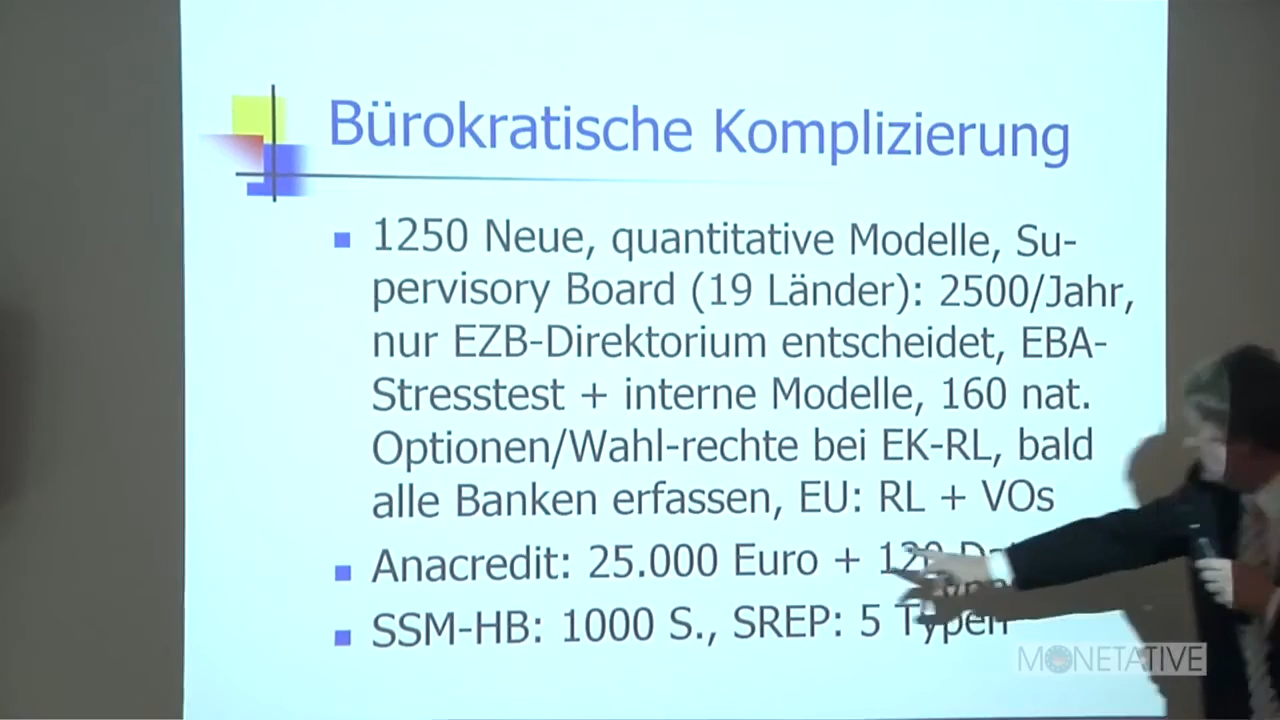 Bürokratische Komplizierung
1250 Neue, quantitative Modelle, Su-
pervisory Board (19 Länder): 2500/Jahr,
nur EZB-Direktorium entscheidet, EBA-
Stresstest + interne Modelle, 160 nat.
Optionen/Wahl-rechte bei EK-RL, bald
alle Banken erfassen, EU: RL + VOs
Anacredit: 25.000 Euro +
SSM-HB: 1000 S., SREP: 5 Typen
MONETATIVE